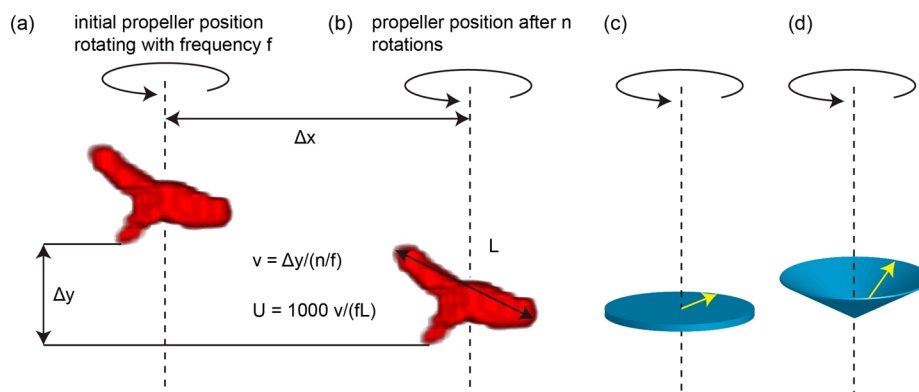 (a)
initial propeller position
rotating with frequency f
(b)
propeller position after n
rotations
(c)
(d)
Δx
L
v = Δy/(n/f)
Δy
U = 1000 v/(fL)